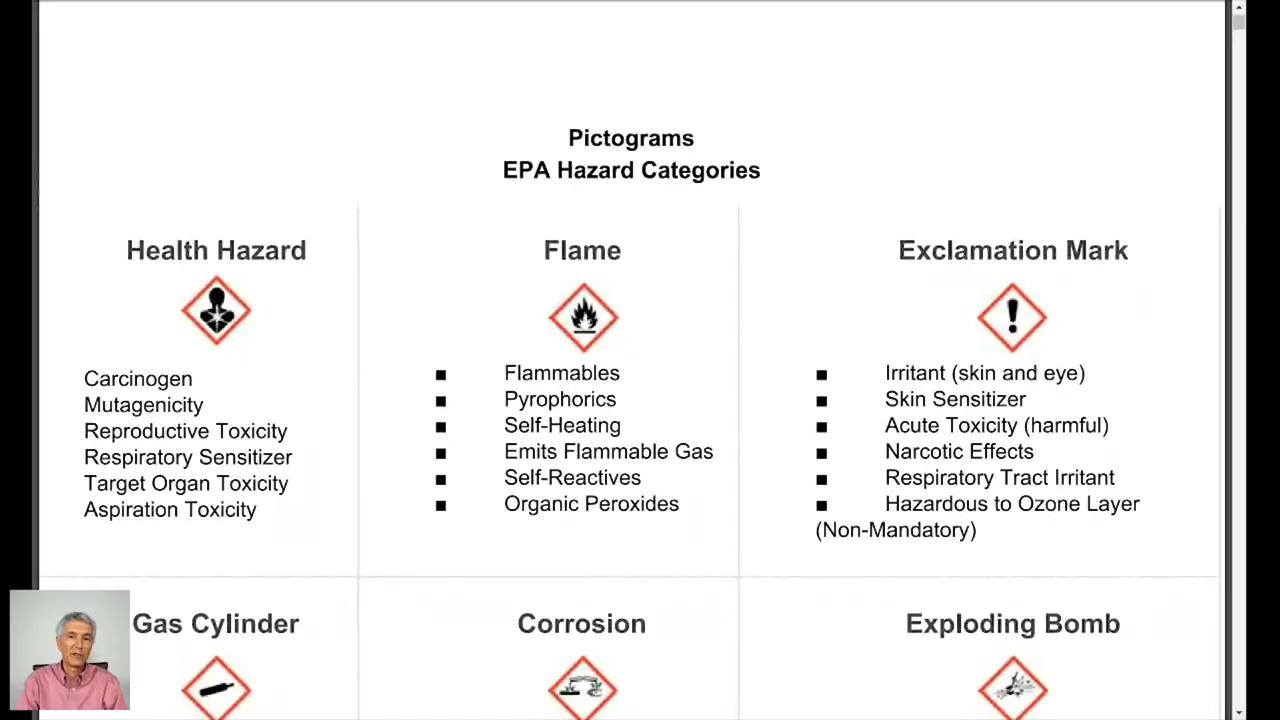 Pictograms
EPA Hazard Categories
Health Hazard
Carcinogen
Mutagenicity
Reproductive Toxicity
Respiratory Sensitizer
Target Organ Toxicity
Aspiration Toxicity
Flame
■ Flammables
■ Pyrophorics
■ Self-Heating
■ Emits Flammable Gas
■ Self-Reactives
■ Organic Peroxides
Exclamation Mark
■ Irritant (skin and eye)
■ Skin Sensitizer
■ Acute Toxicity (harmful)
■ Narcotic Effects
■ Respiratory Tract Irritant
■ Hazardous to Ozone Layer
(Non-Mandatory)
Gas Cylinder
Corrosion
Exploding Bomb